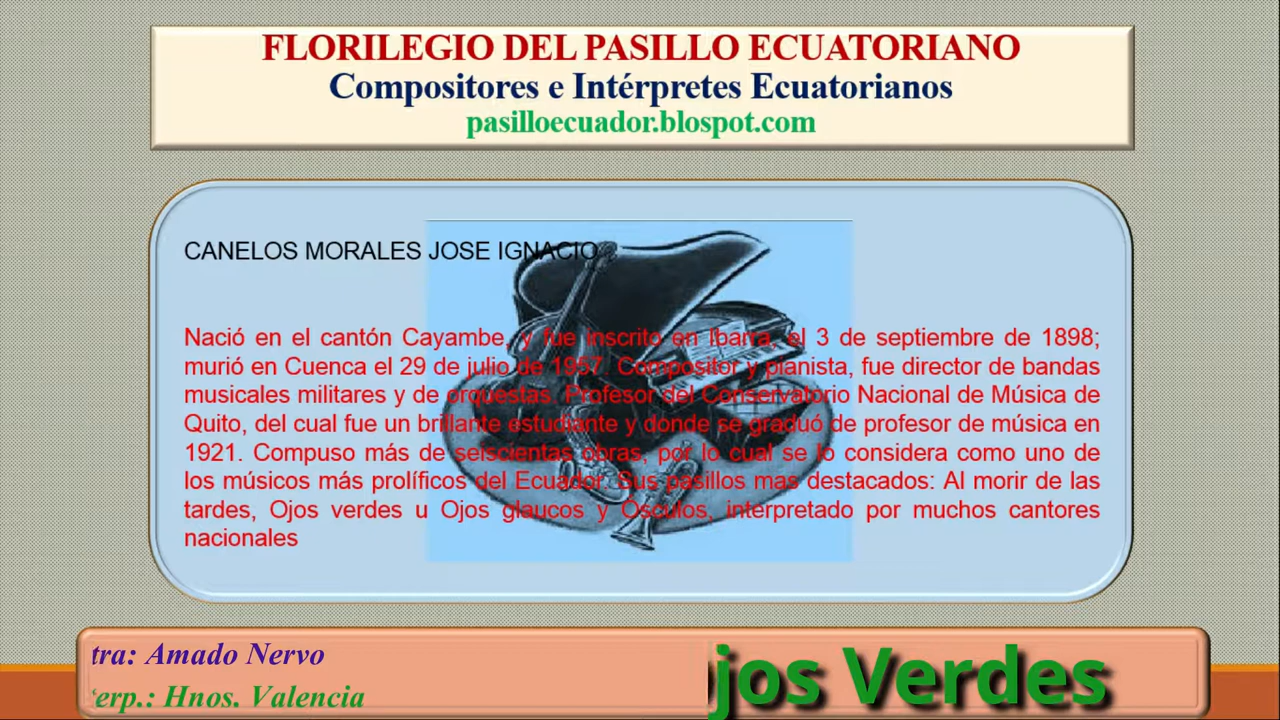 FLORILEGIO DEL PASILLO ECUATORIANO
Compositores e Intérpretes Ecuatorianos
pasilloecuador.blospot.com
CANELOS MORALES JOSE IGNACIO
Nació en el cantón Cayambe, y fue inscrito en Ibarra, el 3 de septiembre de 1898;
murió en Cuenca el 29 de julio de 1957. Compositor y pianista, fue director de bandas
musicales militares y de orquestas. Profesor del Conservatorio Nacional de Música de
Quito, del cual fue un brillante estudiante y donde se graduó de profesor de música en
1921. Compuso más de seiscientas obras, por lo cual se lo considera como uno de
los músicos más prolíficos del Ecuador. Sus pasillos mas destacados: Al morir de las
tardes, Ojos verdes u Ojos glaucos y Ósculos, interpretado por muchos cantores
nacionales
tra: Amado Nervo
erp.: Hnos. Valencia
jos Verdes